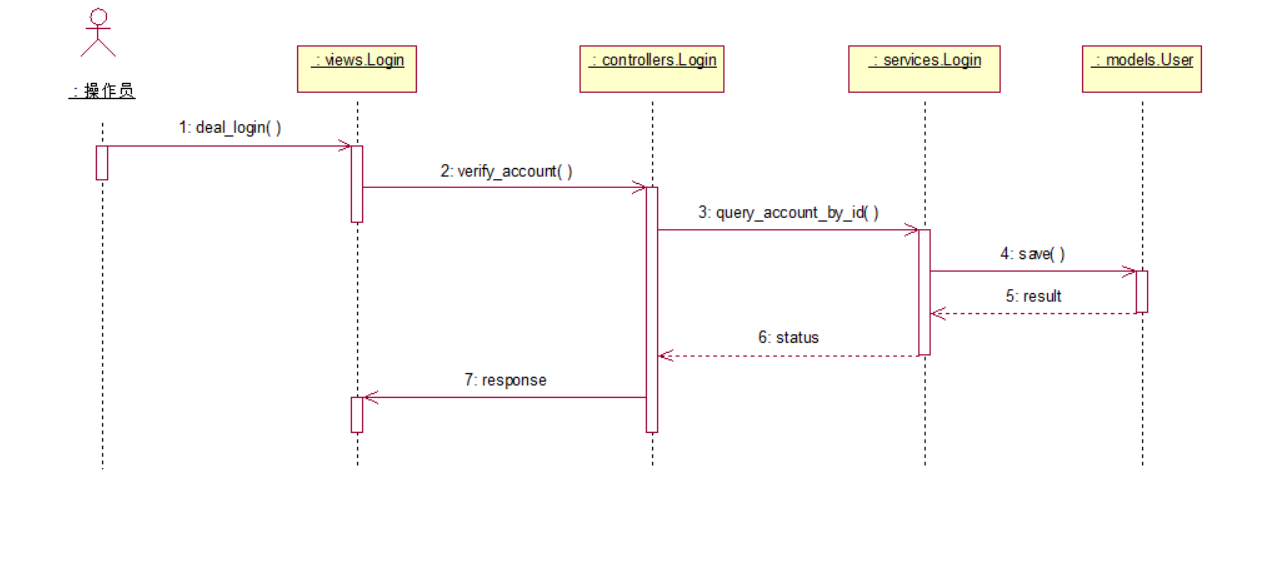 : views.Login
: controllers.Login
: services.Login
: models.User
: 操作员
1: deal_login( )
2: verify_account( )
3: query_account_by_id( )
4: save( )
5: result
6: status
7: response